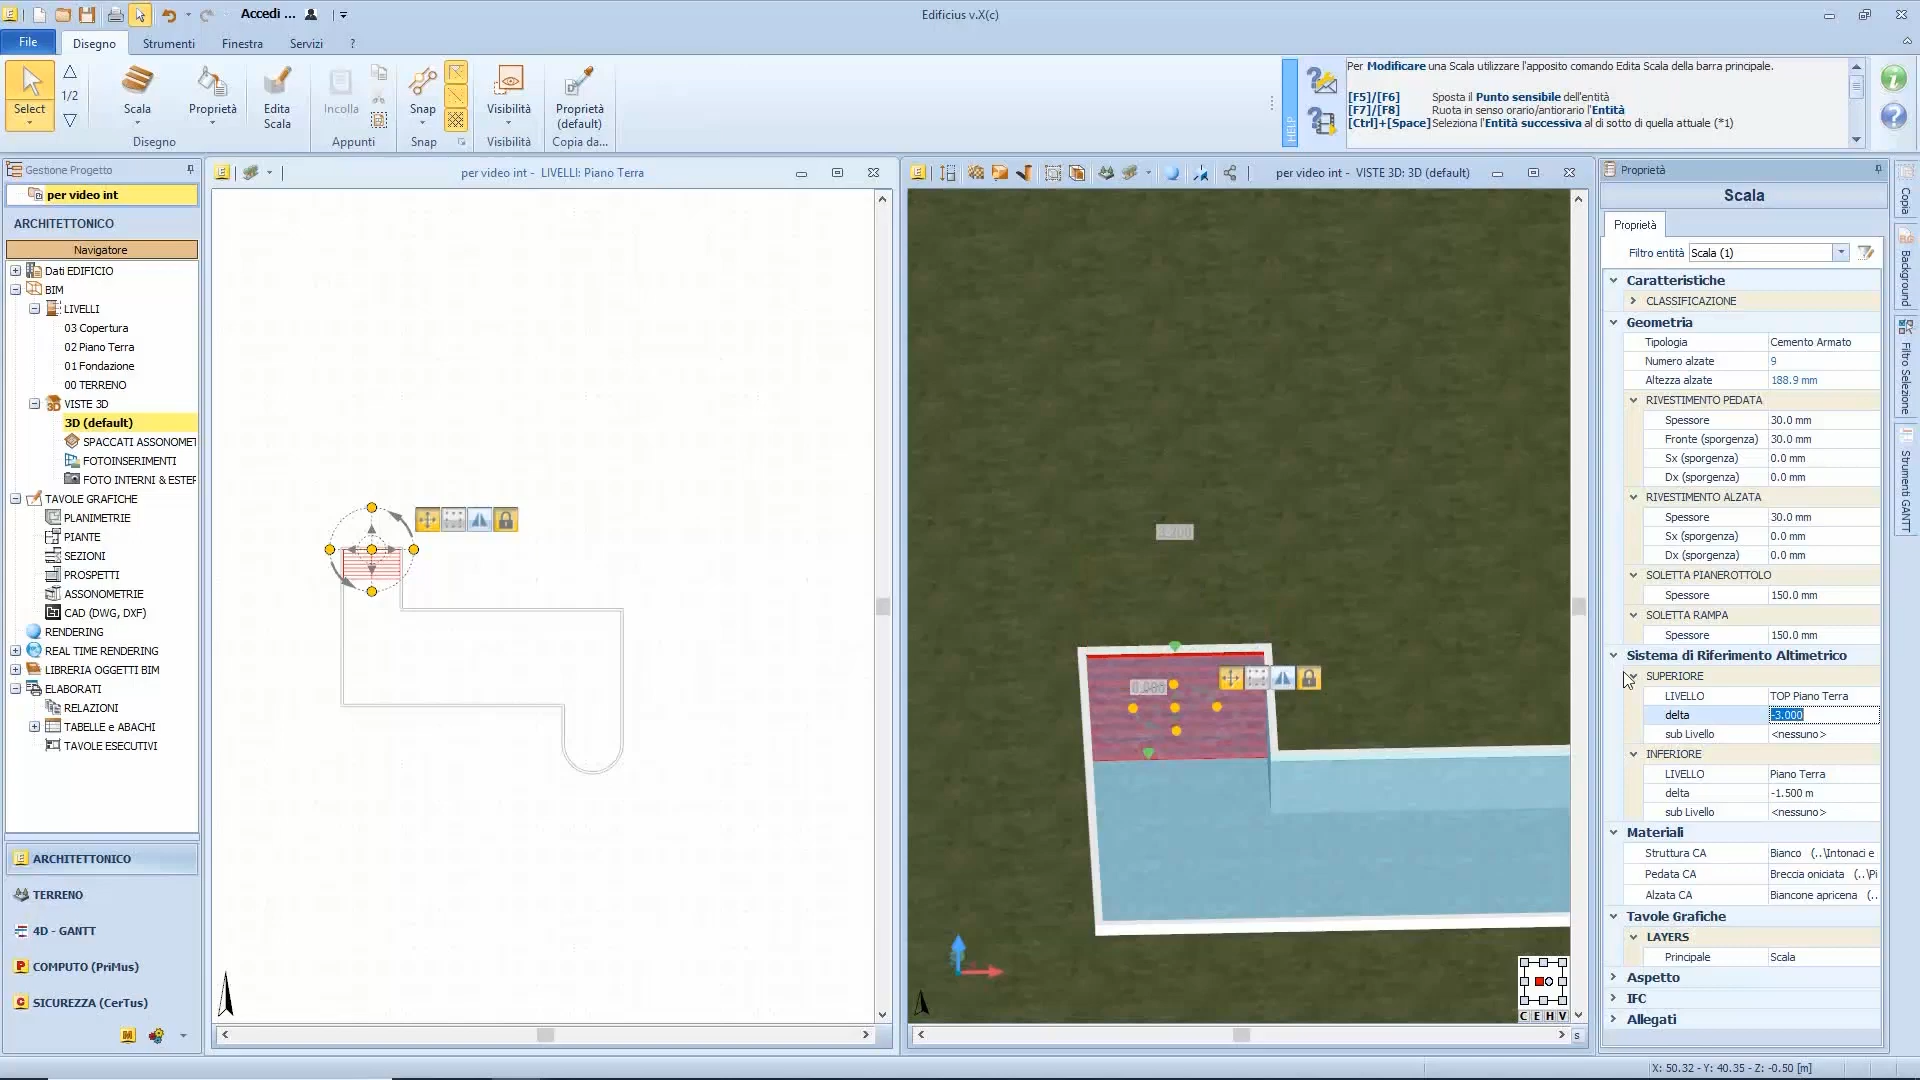 Accedi ...
Edificius v.X(c)
File
Disegno
Strumenti
Finestra
Servizi
?
Select
1/2
Scala
Proprietà
Edita
Scala
Incolla
Snap
Visibilità
Proprietà
(default)
Disegno
Appunti
Snap
Visibilità
Copia da...
HELP
Per Modificare una Scala utilizzare l'apposito comando Edita Scala della barra principale.
[F5]/[F6] Sposta il Punto sensibile dell'entità
[F7]/[F8] Ruota in senso orario/antiorario l'Entità
[Ctrl]+[Space] Seleziona l'Entità successiva al di sotto di quella attuale (*1)
Gestione Progetto
per video int
ARCHITETTONICO
Navigatore
Dati EDIFICIO
BIM
LIVELLI
03 Copertura
02 Piano Terra
01 Fondazione
00 TERRENO
VISTE 3D
3D (default)
SPACCATI ASSONOMET
FOTOINSERIMENTI
FOTO INTERNI & ESTER
TAVOLE GRAFICHE
PLANIMETRIE
PIANTE
SEZIONI
PROSPETTI
ASSONOMETRIE
CAD (DWG, DXF)
RENDERING
REAL TIME RENDERING
LIBRERIA OGGETTI BIM
ELABORATI
RELAZIONI
TABELLE e ABACHI
TAVOLE ESECUTIVI
ARCHITETTONICO
TERRENO
4D - GANTT
COMPUTO (PriMus)
SICUREZZA (CerTus)
per video int - LIVELLI: Piano Terra
per video int - VISTE 3D: 3D (default)
0.000
C E H V
s
Proprietà
Scala
Proprietà
Filtro entità Scala (1)
Caratteristiche
CLASSIFICAZIONE
Geometria
Tipologia Cemento Armato
Numero alzate 9
Altezza alzate 188.9 mm
RIVESTIMENTO PEDATA
Spessore 30.0 mm
Fronte (sporgenza) 30.0 mm
Sx (sporgenza) 0.0 mm
Dx (sporgenza) 0.0 mm
RIVESTIMENTO ALZATA
Spessore 30.0 mm
Sx (sporgenza) 0.0 mm
Dx (sporgenza) 0.0 mm
SOLETTA PIANEROTTOLO
Spessore 150.0 mm
SOLETTA RAMPA
Spessore 150.0 mm
Sistema di Riferimento Altimetrico
SUPERIORE
LIVELLO TOP Piano Terra
delta -3.000
sub Livello <nessuno>
INFERIORE
LIVELLO Piano Terra
delta -1.500 m
sub Livello <nessuno>
Materiali
Struttura CA Bianco (..\Intonaci e
Pedata CA Breccia oniciata (..\Pi
Alzata CA Biancone apricena (..
Tavole Grafiche
LAYERS
Principale Scala
Aspetto
IFC
Allegati
Copia
Background
Filtro Selezione
Strumenti GANTT
X: 50.32 - Y: 40.35 - Z: -0.50 [m]